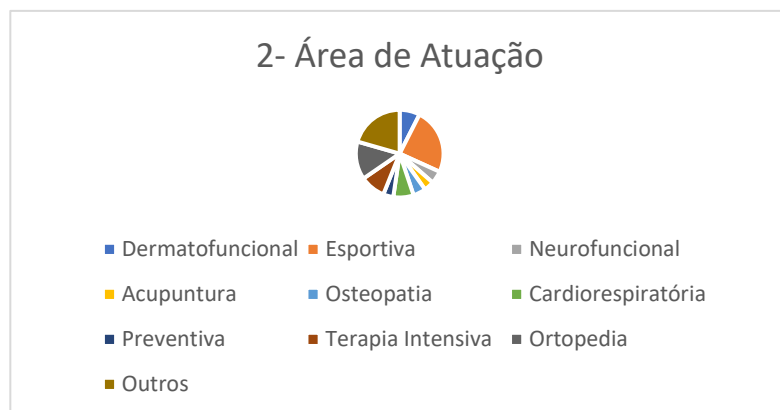 2- Área de Atuação
Dermatofuncional Esportiva Neurofuncional
Acupuntura Osteopatia Cardiorespiratória
Preventiva Terapia Intensiva Ortopedia
Outros